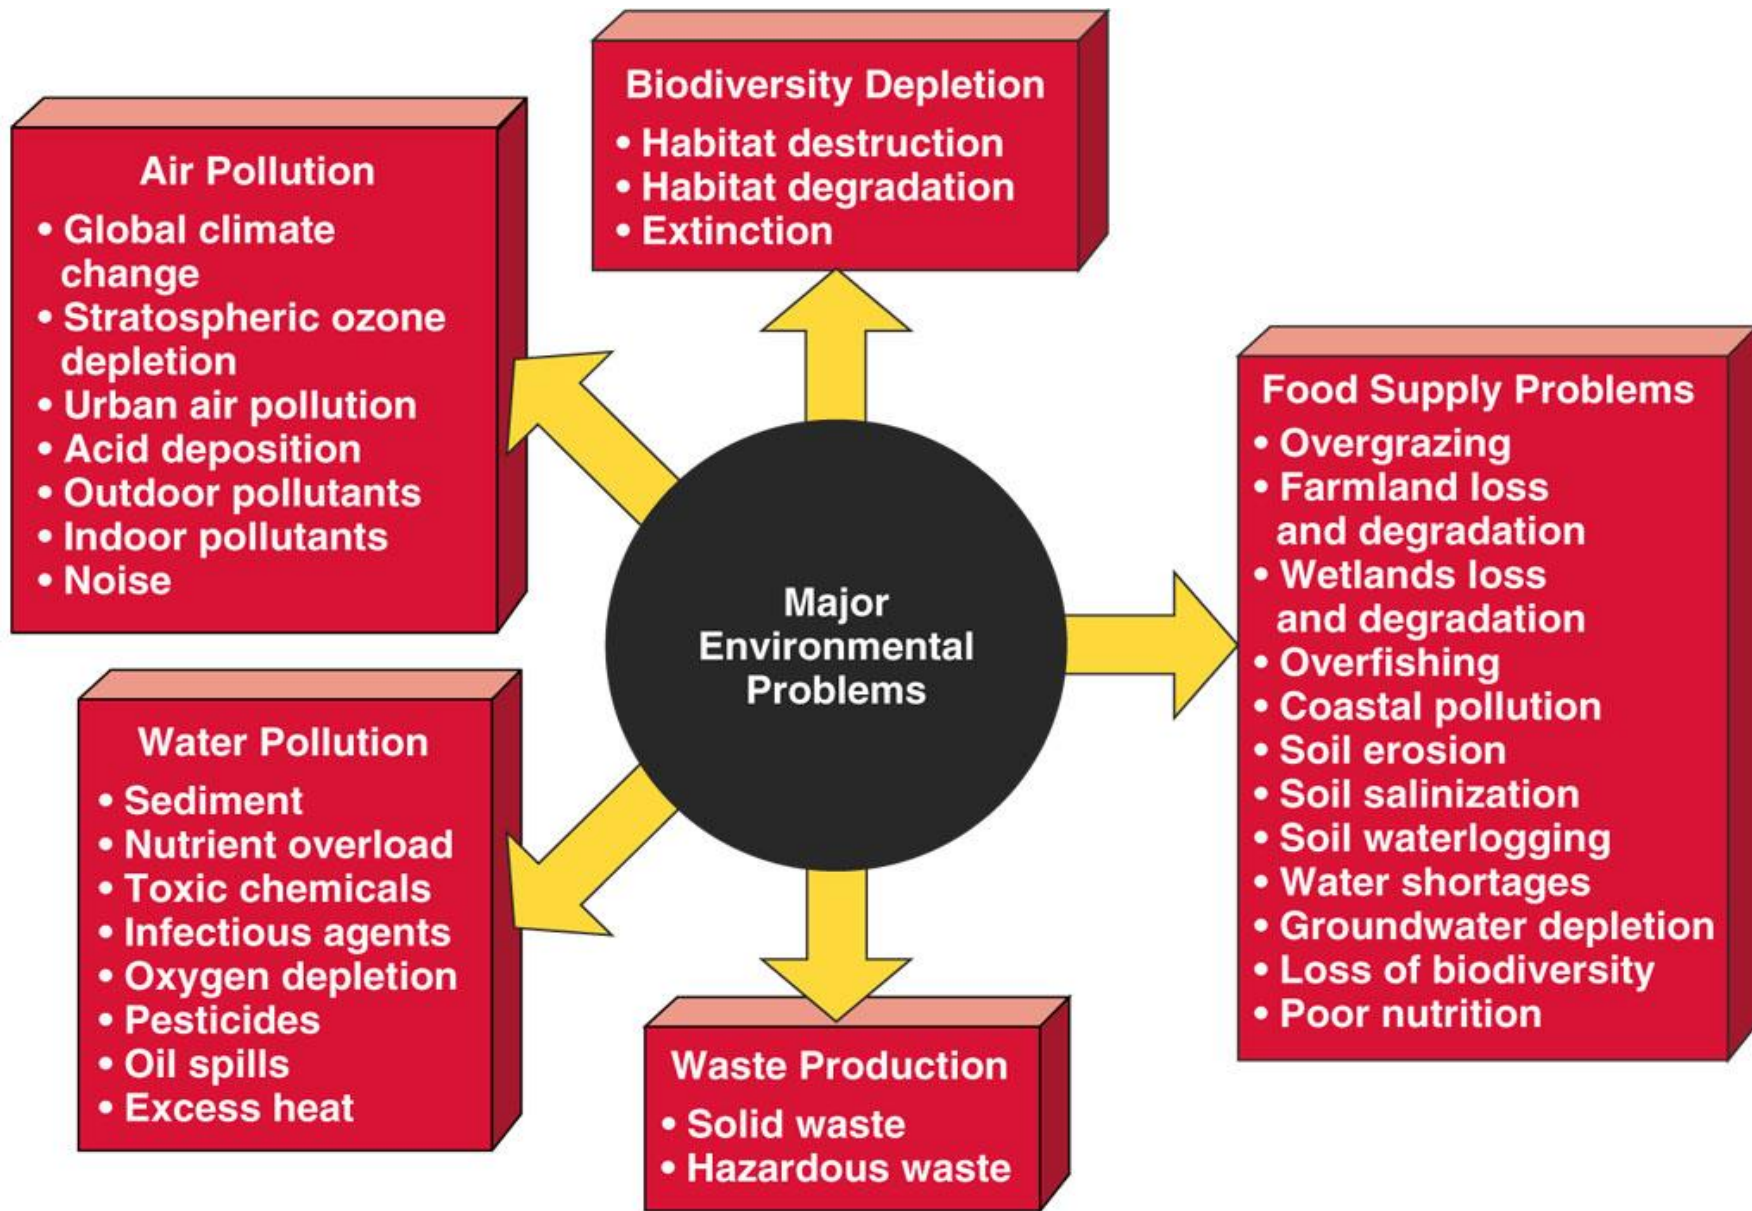 Biodiversity Depletion
• Habitat destruction
• Habitat degradation
• Extinction
Air Pollution
• Global climate
change
• Stratospheric ozone
depletion
• Urban air pollution
• Acid deposition
• Outdoor pollutants
• Indoor pollutants
• Noise
Food Supply Problems
• Overgrazing
• Farmland loss
and degradation
• Wetlands loss
and degradation
• Overfishing
• Coastal pollution
• Soil erosion
• Soil salinization
• Soil waterlogging
• Water shortages
• Groundwater depletion
• Loss of biodiversity
• Poor nutrition
Major
Environmental
Problems
Water Pollution
• Sediment
• Nutrient overload
• Toxic chemicals
• Infectious agents
• Oxygen depletion
• Pesticides
• Oil spills
• Excess heat
Waste Production
• Solid waste
• Hazardous waste